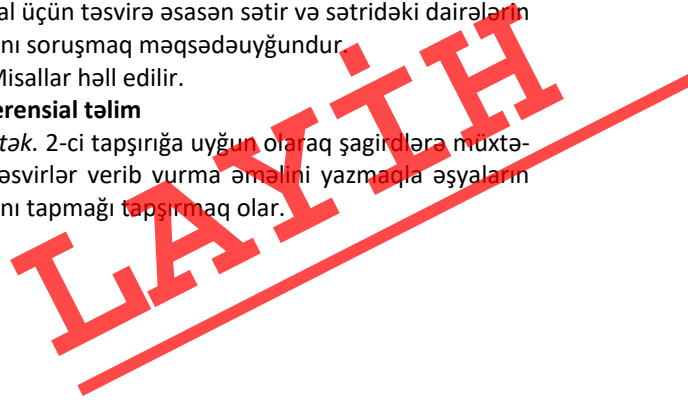 al üçün təsvirə əsasən sətir və sətridəki dairələrin
nı soruşmaq məqsədəuyğundur.
Misallar həll edilir.
erensial təlim
tək. 2-ci tapşırığa uyğun olaraq şagirdlərə müxtə-
əsvirlər verib vurma əməlini yazmaqla əşyaların
nı tapmağı tapşırmaq olar.
LAYİH